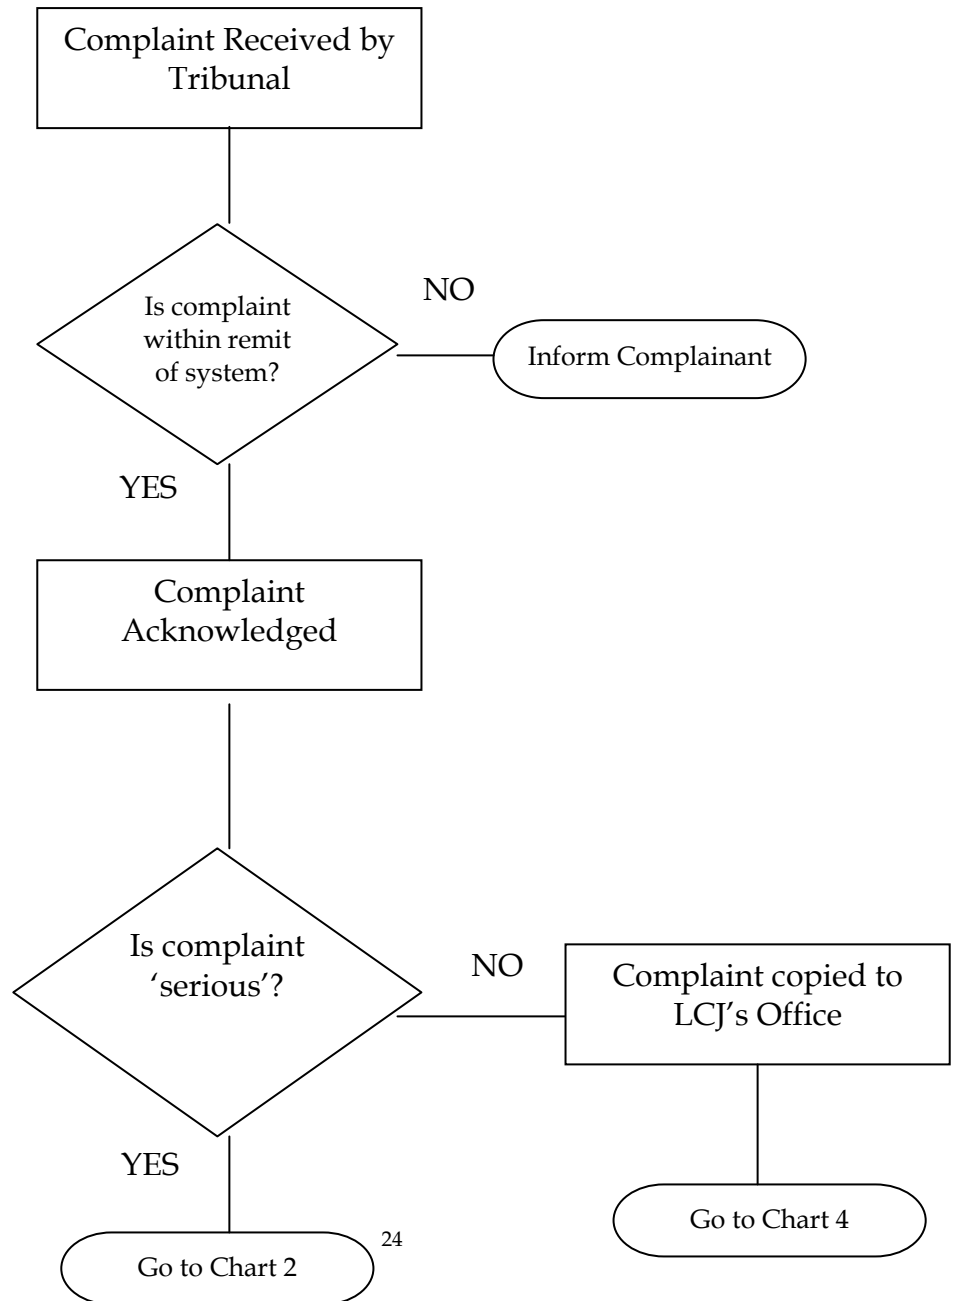 Complaint Received by
Tribunal
Is complaint
within remit
of system?
NO
Inform Complainant
YES
Complaint
Acknowledged
Is complaint
‘serious’?
NO
Complaint copied to
LCJ’s Office
YES
Go to Chart 4
Go to Chart 2
24